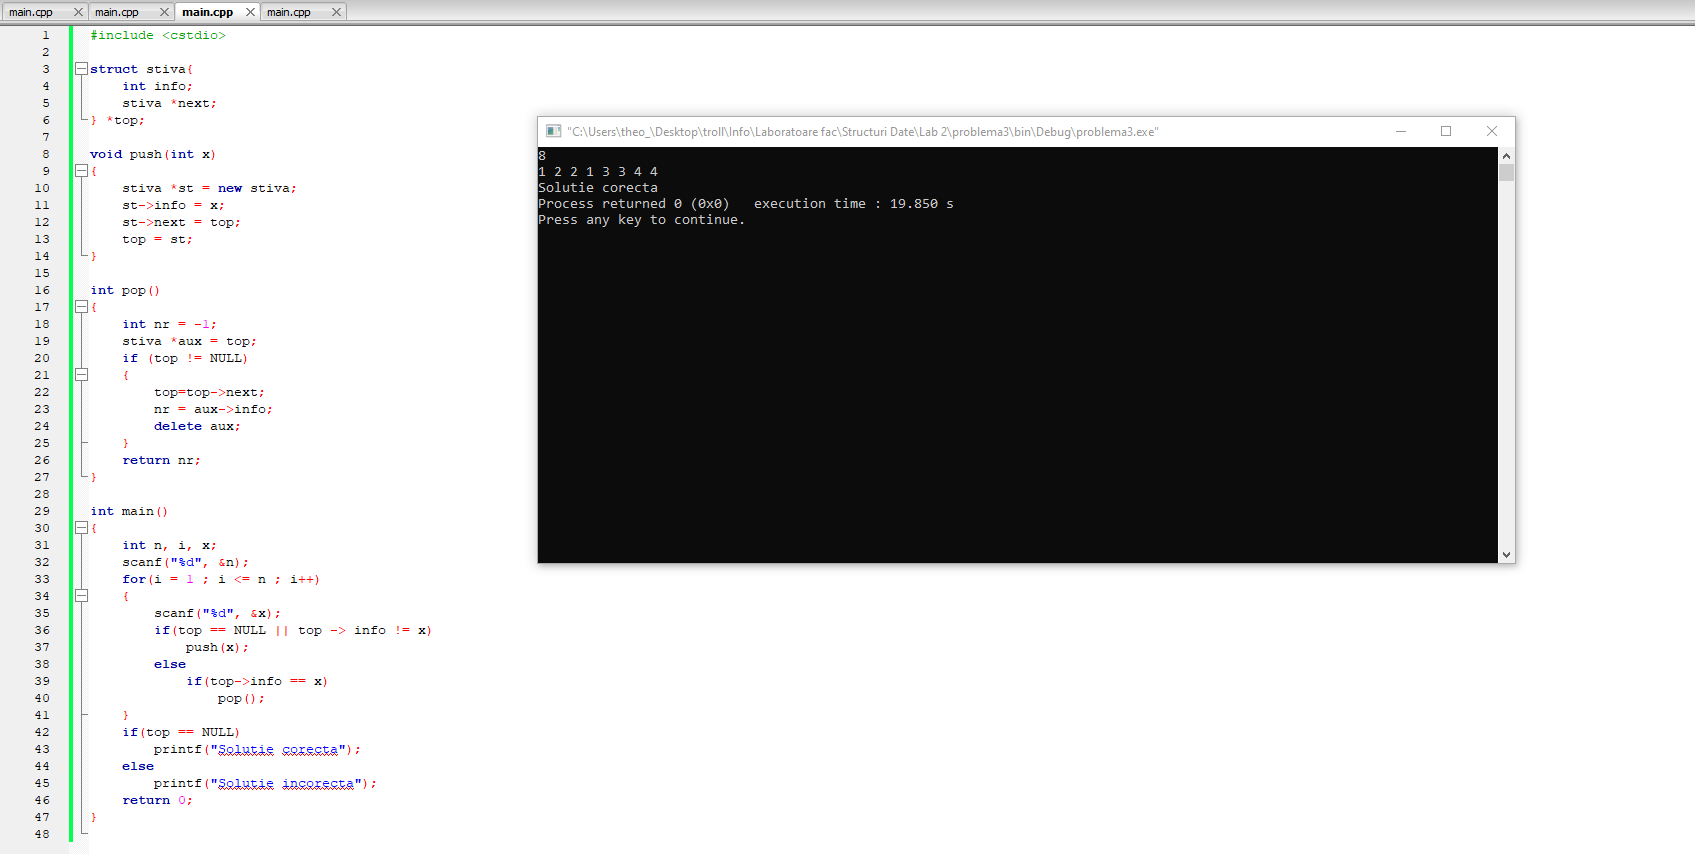 main.cpp main.cpp main.cpp main.cpp
1 #include <cstdio>
2
3 struct stiva{
4 int info;
5 stiva *next;
6 } *top;
7
8 void push(int x)
9 {
10 stiva *st = new stiva;
11 st->info = x;
12 st->next = top;
13 top = st;
14 }
15
16 int pop()
17 {
18 int nr = -1;
19 stiva *aux = top;
20 if (top != NULL)
21 {
22 top=top->next;
23 nr = aux->info;
24 delete aux;
25 }
26 return nr;
27 }
28
29 int main()
30 {
31 int n, i, x;
32 scanf("%d", &n);
33 for(i = 1 ; i <= n ; i++)
34 {
35 scanf("%d", &x);
36 if(top == NULL || top -> info != x)
37 push(x);
38 else
39 if(top->info == x)
40 pop();
41 }
42 if(top == NULL)
43 printf("Solutie corecta");
44 else
45 printf("Solutie incorecta");
46 return 0;
47 }
48
"C:\Users\theo_\Desktop\troll\Info\Laboratoare fac\Structuri Date\Lab 2\problema3\bin\Debug\problema3.exe"
8
1 2 2 1 3 3 4 4
Solutie corecta
Process returned 0 (0x0)   execution time : 19.850 s
Press any key to continue.